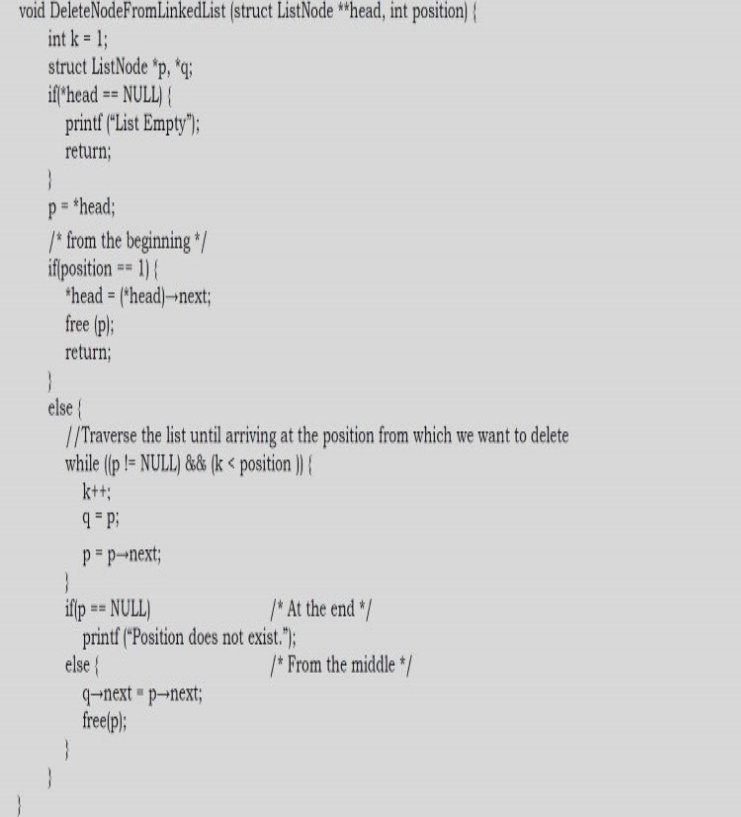 void DeleteNodeFromLinkedList (struct ListNode **head, int position) {
int k = 1;
struct ListNode *p, *q;
if(*head == NULL) {
printf (“List Empty”);
return;
}
p = *head;
/* from the beginning */
if(position == 1) {
*head = (*head)→next;
free (p);
return;
}
else {
//Traverse the list until arriving at the position from which we want to delete
while ((p != NULL) && (k < position )) {
k++;
q = p;
p = p→next;
}
if(p == NULL) /* At the end */
printf (“Position does not exist.”);
else { /* From the middle */
q→next = p→next;
free(p);
}
}
}